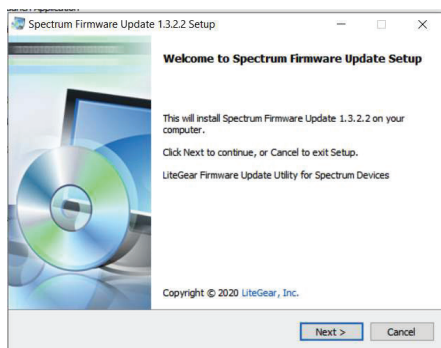 Spectrum Firmware Update 1.3.2.2 Setup
Welcome to Spectrum Firmware Update Setup
This will install Spectrum Firmware Update 1.3.2.2 on your
computer.
Click Next to continue, or Cancel to exit Setup.
LiteGear Firmware Update Utility for Spectrum Devices
Copyright © 2020 LiteGear, Inc.
Next >
Cancel